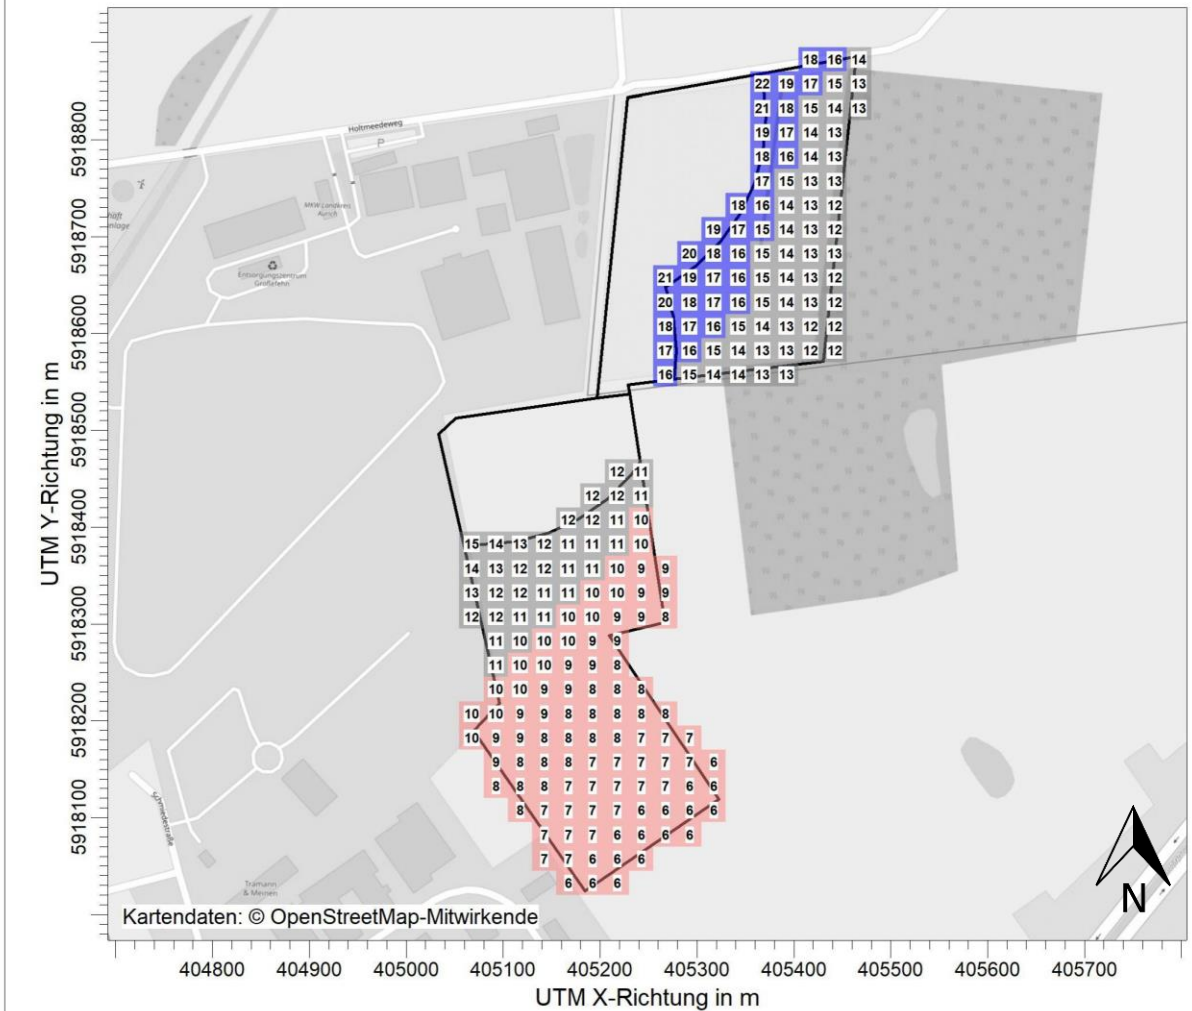 18 16 14
22 19 17 15 13
21 18 15 14 13
19 17 14 13
18 16 14 13
17 15 13 13
18 16 14 13 12
19 17 15 14 13 12
20 18 16 15 14 13 13
21 19 17 16 15 14 13 12
20 18 17 16 15 14 13 12
18 17 16 15 14 13 12 12
17 16 15 14 13 13 12 12
16 15 14 14 13 13
12 11
12 12 11
12 12 11 10
15 14 13 12 11 11 11 10
14 13 12 12 11 11 10 9 9
13 12 12 11 11 10 10 9 9
12 12 11 11 10 10 9 9 8
11 10 10 10 9 9
11 10 10 9 9 8
10 10 9 9 8 8 8
10 10 9 9 8 8 8 8 8
10 9 9 8 8 8 8 7 7 7
9 8 8 8 7 7 7 7 7 6
8 8 8 7 7 7 7 7 6 6
8 7 7 7 7 6 6 6 6
7 7 7 6 6 6 6
7 7 6 6 6
6 6 6
Holtmeedeweg
P
MKW Landkreis
Aurich
Entsorgungszentrum
Großefehn
häft
nlage
Schmiedestraße
Tramann
& Meinen
N
Kartendaten: © OpenStreetMap-Mitwirkende
UTM Y-Richtung in m
5918800
5918700
5918600
5918500
5918400
5918300
5918200
5918100
404800 404900 405000 405100 405200 405300 405400 405500 405600 405700
UTM X-Richtung in m